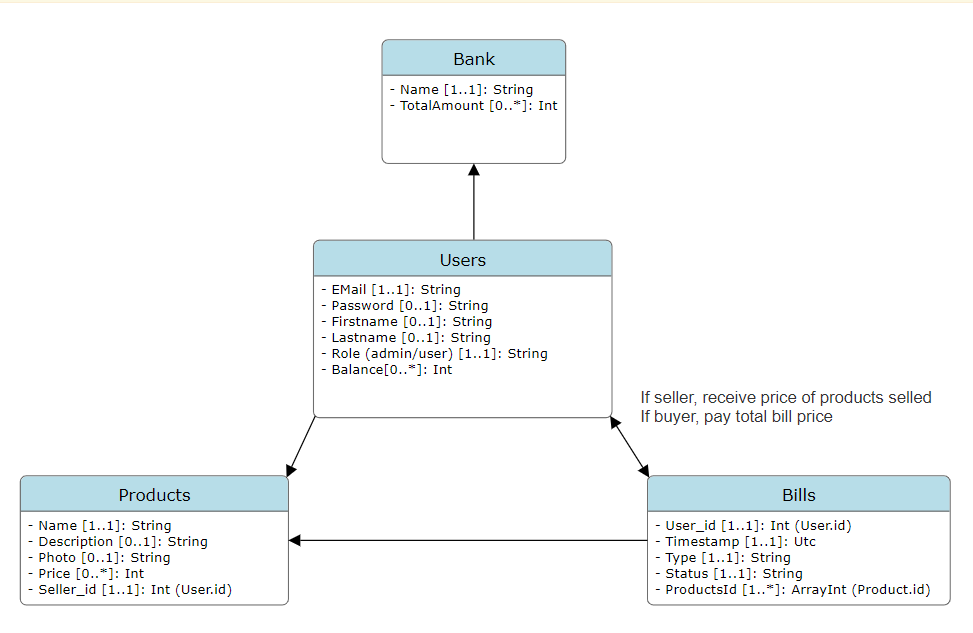 Bank
- Name [1..1]: String
- TotalAmount [0..*]: Int
Users
- EMail [1..1]: String
- Password [0..1]: String
- Firstname [0..1]: String
- Lastname [0..1]: String
- Role (admin/user) [1..1]: String
- Balance[0..*]: Int
If seller, receive price of products selled
If buyer, pay total bill price
Products
- Name [1..1]: String
- Description [0..1]: String
- Photo [0..1]: String
- Price [0..*]: Int
- Seller_id [1..1]: Int (User.id)
Bills
- User_id [1..1]: Int (User.id)
- Timestamp [1..1]: Utc
- Type [1..1]: String
- Status [1..1]: String
- ProductsId [1..*]: ArrayInt (Product.id)